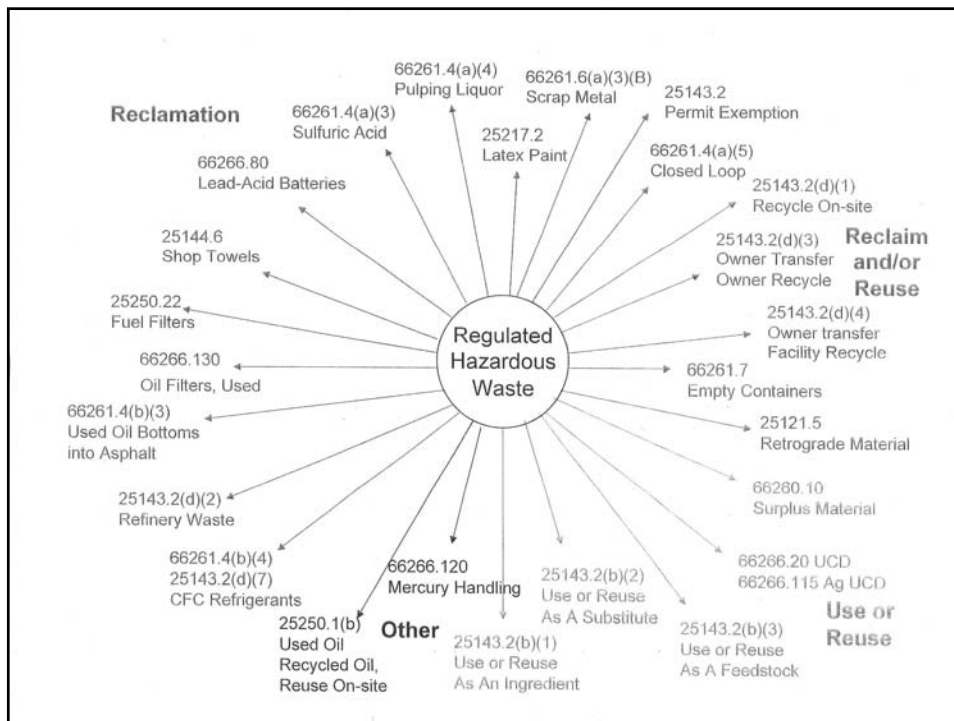 66261.4(a)(4)
Pulping Liquor
66261.6(a)(3)(B)
Scrap Metal
25143.2
Permit Exemption
Reclamation
66261.4(a)(3)
Sulfuric Acid
25217.2
Latex Paint
66261.4(a)(5)
Closed Loop
66266.80
Lead-Acid Batteries
25143.2(d)(1)
Recycle On-site
25144.6
Shop Towels
25143.2(d)(3)
Owner Transfer
Owner Recycle
Reclaim
and/or
Reuse
25250.22
Fuel Filters
Regulated
Hazardous
Waste
25143.2(d)(4)
Owner transfer
Facility Recycle
66266.130
Oil Filters, Used
66261.7
Empty Containers
66261.4(b)(3)
Used Oil Bottoms
into Asphalt
25121.5
Retrograde Material
25143.2(d)(2)
Refinery Waste
66260.10
Surplus Material
66261.4(b)(4)
25143.2(d)(7)
CFC Refrigerants
66266.120
Mercury Handling
25143.2(b)(2)
Use or Reuse
As A Substitute
66266.20 UCD
66266.115 Ag UCD
Use or
Reuse
25250.1(b)
Used Oil
Recycled Oil,
Reuse On-site
Other
25143.2(b)(1)
Use or Reuse
As An Ingredient
25143.2(b)(3)
Use or Reuse
As A Feedstock